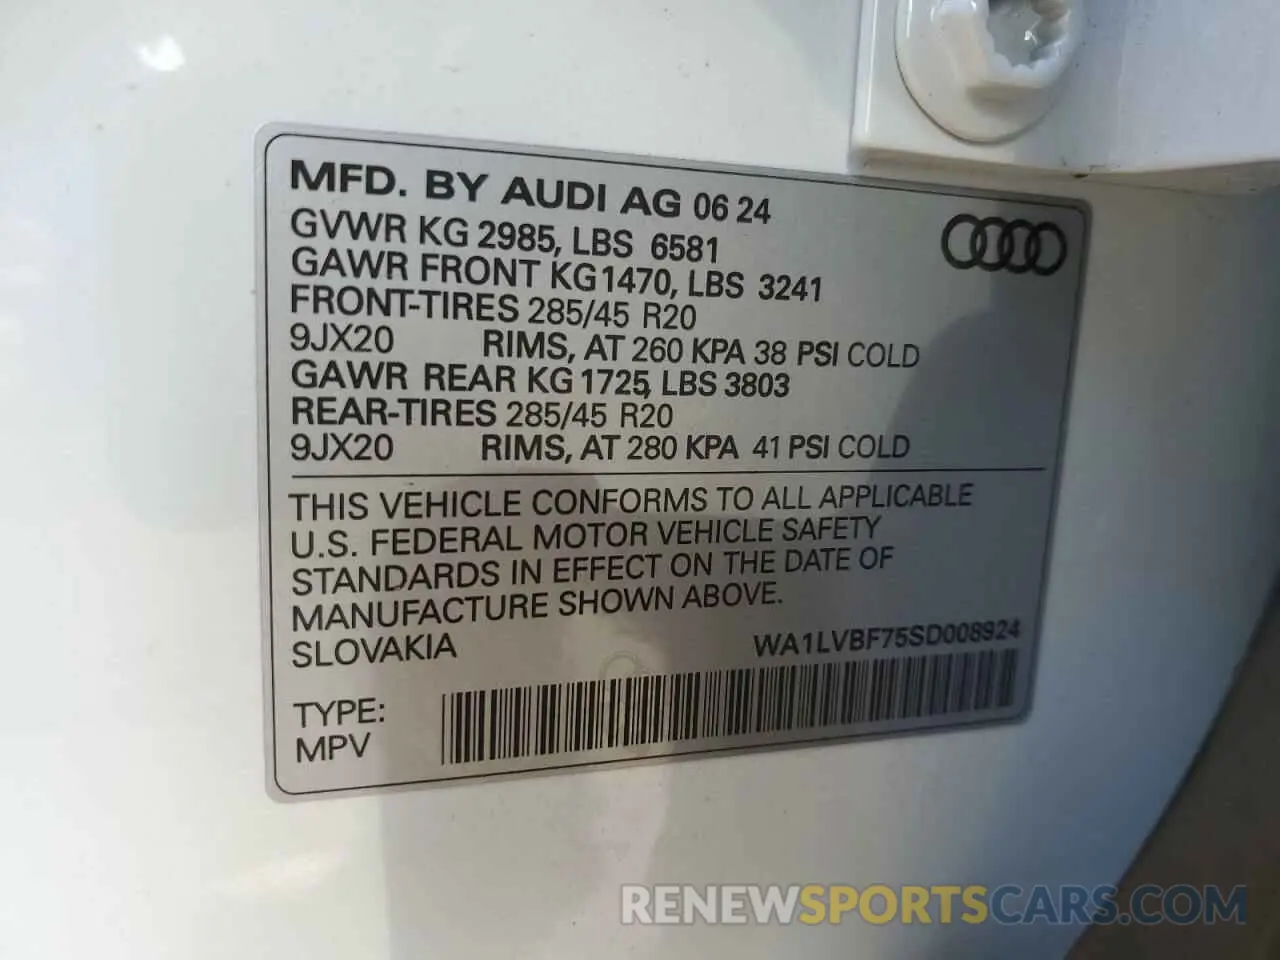 MFD. BY AUDI AG 06 24
GVWR KG 2985, LBS 6581
GAWR FRONT KG 1470, LBS 3241
FRONT-TIRES 285/45 R20
9JX20 RIMS, AT 260 KPA 38 PSI COLD
GAWR REAR KG 1725, LBS 3803
REAR-TIRES 285/45 R20
9JX20 RIMS, AT 280 KPA 41 PSI COLD
THIS VEHICLE CONFORMS TO ALL APPLICABLE
U.S. FEDERAL MOTOR VEHICLE SAFETY
STANDARDS IN EFFECT ON THE DATE OF
MANUFACTURE SHOWN ABOVE.
SLOVAKIA WA1LVBF75SD008924
TYPE:
MPV
RENEWSPORTSCARS.COM